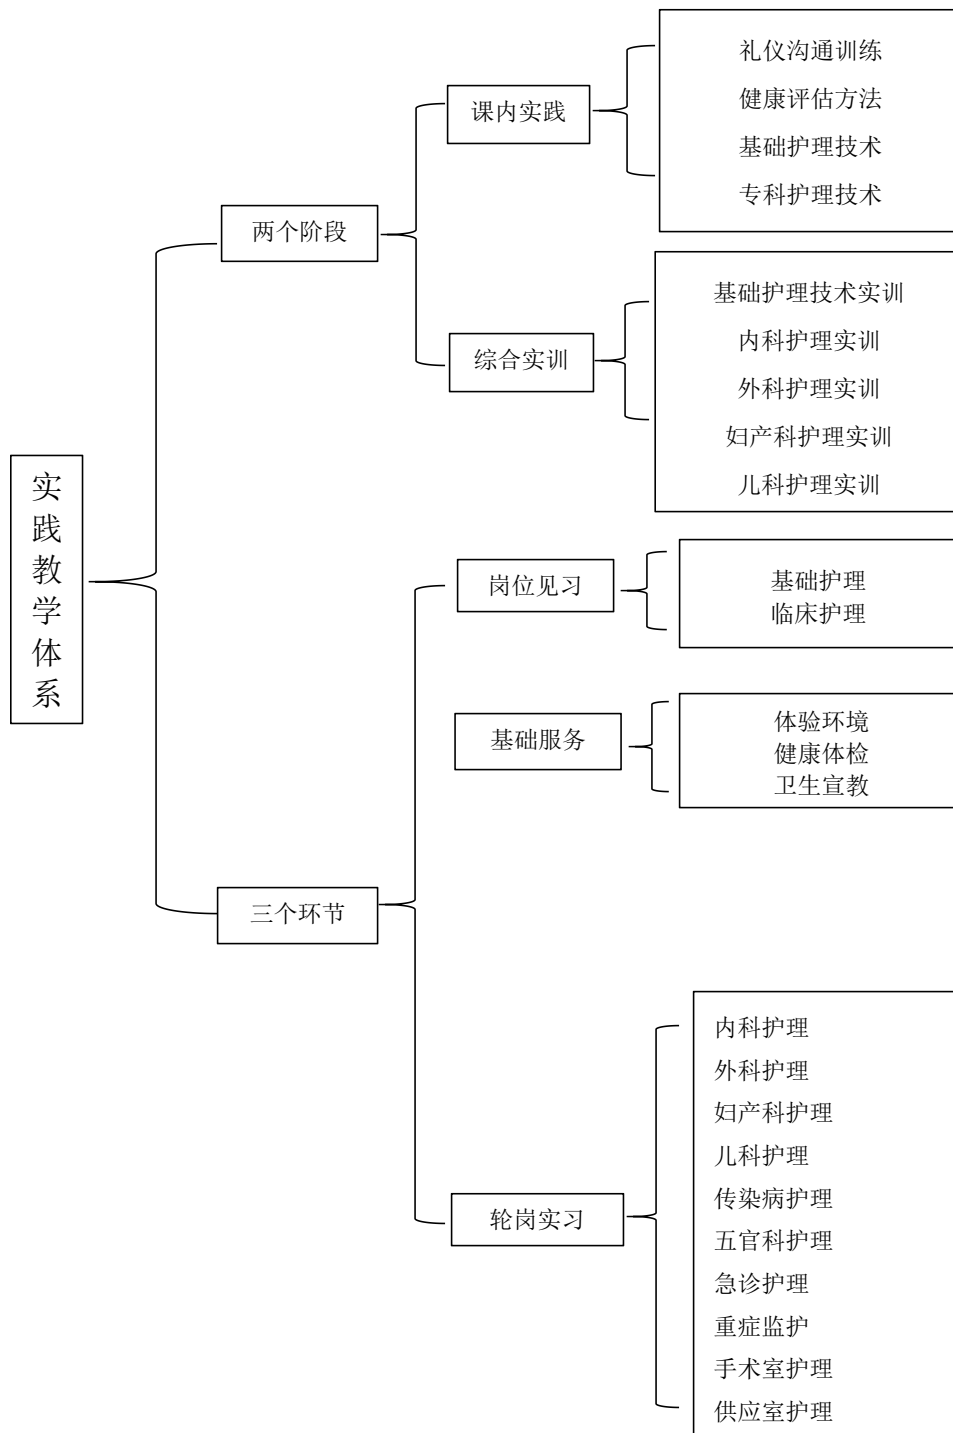 实践教学体系
两个阶段
课内实践
礼仪沟通训练
健康评估方法
基础护理技术
专科护理技术
综合实训
基础护理技术实训
内科护理实训
外科护理实训
妇产科护理实训
儿科护理实训
三个环节
岗位见习
基础护理
临床护理
基础服务
体验环境
健康体检
卫生宣教
轮岗实习
内科护理
外科护理
妇产科护理
儿科护理
传染病护理
五官科护理
急诊护理
重症监护
手术室护理
供应室护理